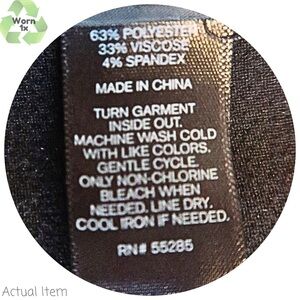 Worn
1x
63% POLYESTER
33% VISCOSE
4% SPANDEX
MADE IN CHINA
TURN GARMENT
INSIDE OUT.
MACHINE WASH COLD
WITH LIKE COLORS.
GENTLE CYCLE.
ONLY NON-CHLORINE
BLEACH WHEN
NEEDED. LINE DRY.
COOL IRON IF NEEDED.
RN# 55285
Actual Item